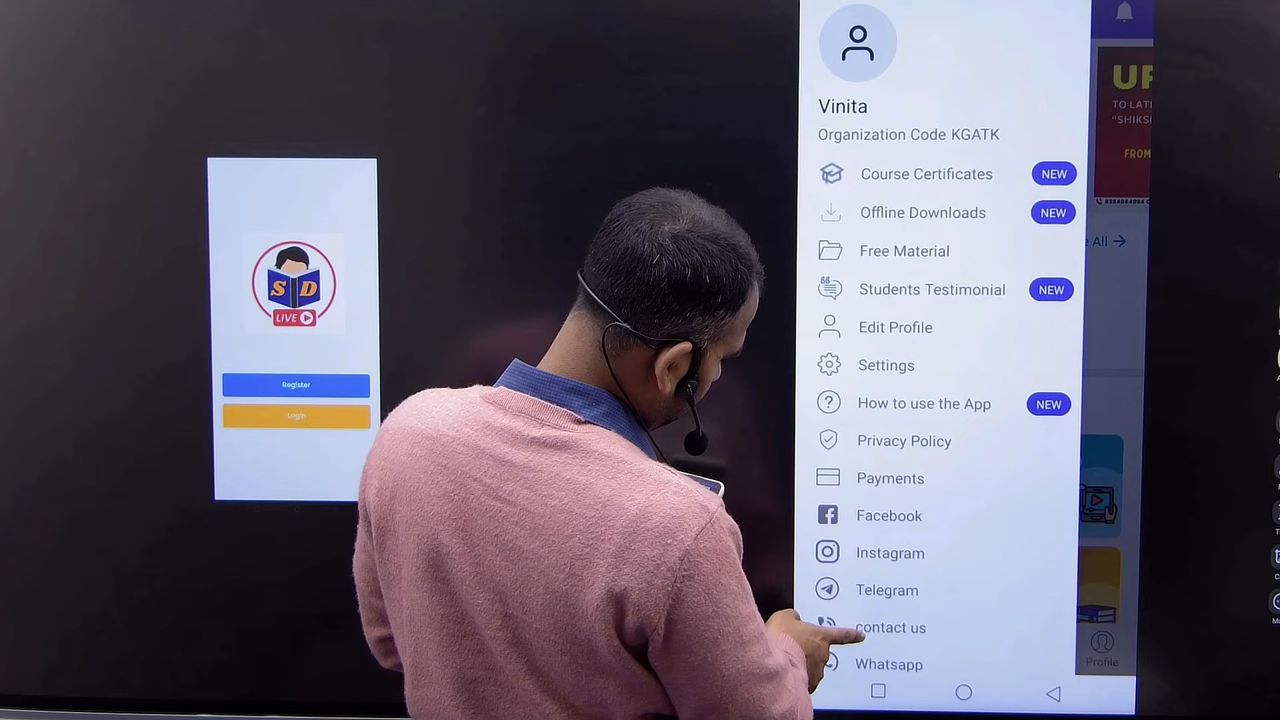 S D
LIVE
Register
Login
Vinita
Organization Code KGATK
Course Certificates NEW
Offline Downloads NEW
Free Material
Students Testimonial NEW
Edit Profile
Settings
How to use the App NEW
Privacy Policy
Payments
Facebook
Instagram
Telegram
contact us
Whatsapp
TO LAT
FROM
All
Profile